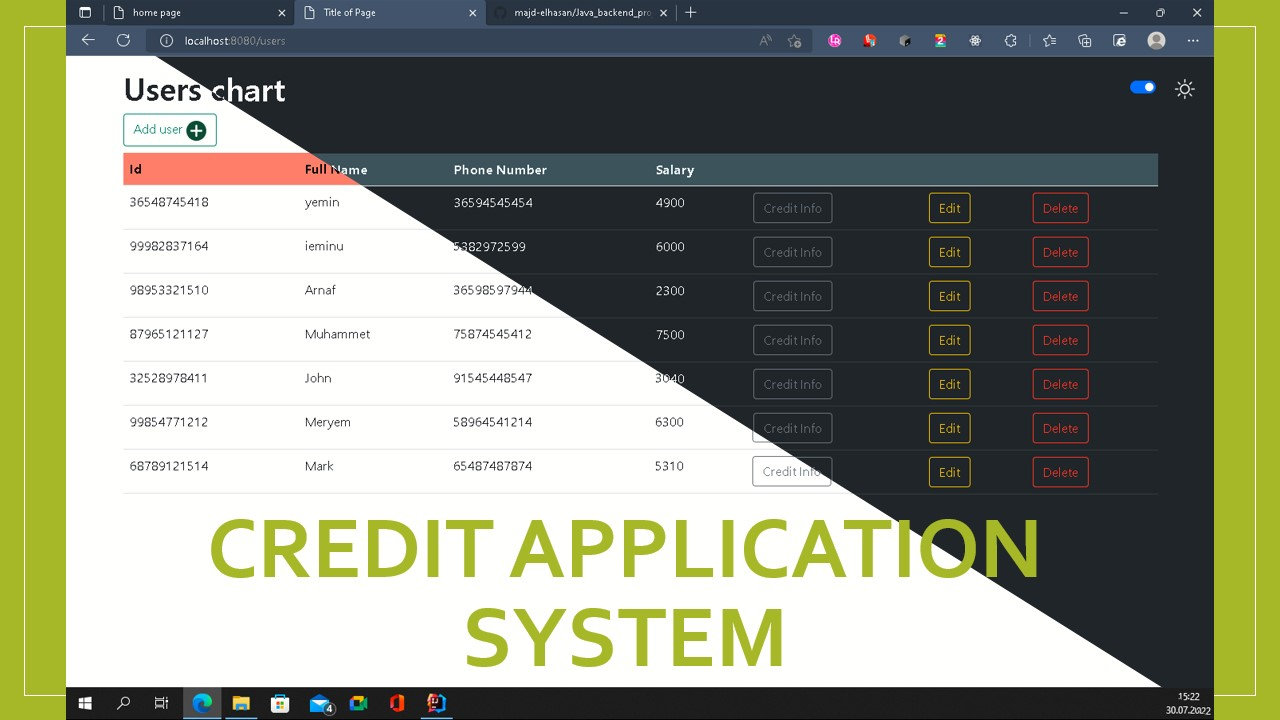 home page
Title of Page
majd-elhasan/Java_backend_pro
localhost:8080/users
Users chart
Add user
Id Full Name Phone Number Salary
36548745418 yemin 36594545454 4900 Credit Info Edit Delete
99982837164 ieminu 5382972599 6000 Credit Info Edit Delete
98953321510 Arnaf 36598597944 2300 Credit Info Edit Delete
87965121127 Muhammet 75874545412 7500 Credit Info Edit Delete
32528978411 John 91545448547 3040 Credit Info Edit Delete
99854771212 Meryem 58964541214 6300 Credit Info Edit Delete
68789121514 Mark 65487487874 5310 Credit Info Edit Delete
CREDIT APPLICATION
SYSTEM
4
15:22
30.07.2022